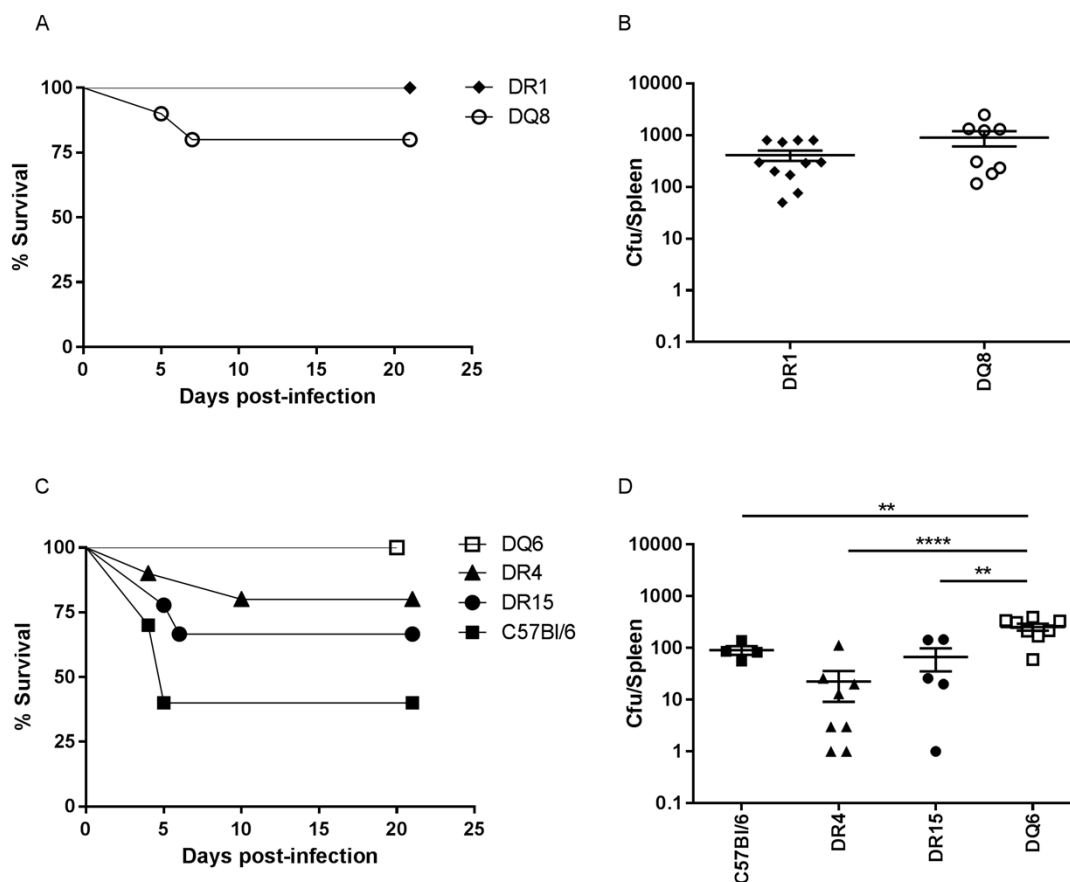 A
% Survival
100
75
50
25
0
0 5 10 15 20 25
Days post-infection
DR1
DQ8
B
Cfu/Spleen
10000
1000
100
10
1
0.1
DR1
DQ8
C
% Survival
100
75
50
25
0
0 5 10 15 20 25
Days post-infection
DQ6
DR4
DR15
C57Bl/6
D
**
****
**
Cfu/Spleen
10000
1000
100
10
1
0.1
C57Bl/6
DR4
DR15
DQ6